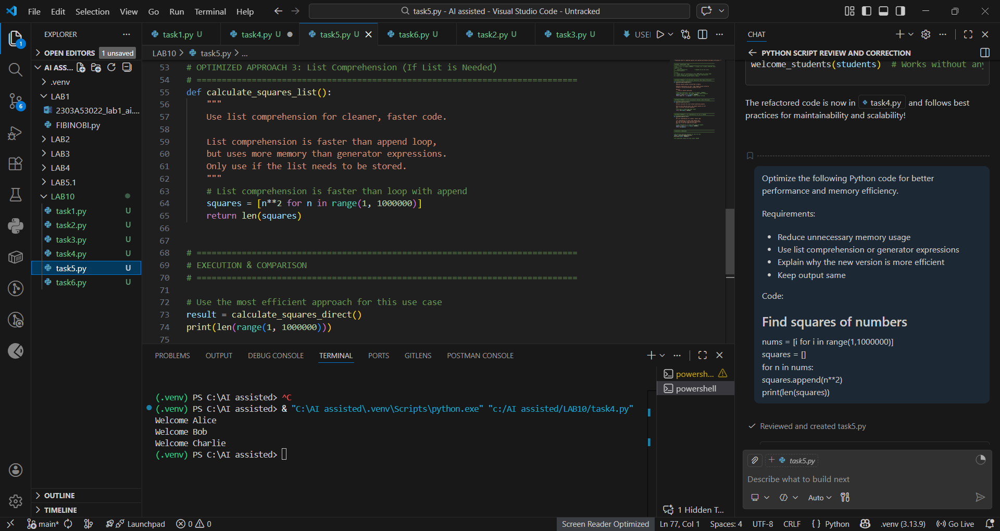 File Edit Selection View Go Run Terminal Help
task5.py - AI assisted - Visual Studio Code - Untracked
EXPLORER
OPEN EDITORS 1 unsaved
AI ASS...
.venv
LAB1
2303A53022_lab1_ai....
FIBINOBI.py
LAB2
LAB3
LAB4
LAB5.1
LAB10
task1.py U
task2.py U
task3.py U
task4.py U
task5.py U
task6.py U
OUTLINE
TIMELINE
1
6
task1.py U
task4.py U
task5.py U
task6.py U
task2.py U
task3.py U
USE
LAB10 > task5.py > ...
53 # OPTIMIZED APPROACH 3: List Comprehension (If List is Needed)
54 # ============================================================================
55 def calculate_squares_list():
56 """
57 Use list comprehension for cleaner, faster code.
58
59 List comprehension is faster than append loop,
60 but uses more memory than generator expressions.
61 Only use if the list needs to be stored.
62 """
63 # List comprehension is faster than loop with append
64 squares = [n**2 for n in range(1, 1000000)]
65 return len(squares)
66
67
68 # ============================================================================
69 # EXECUTION & COMPARISON
70 # ============================================================================
71
72 # Use the most efficient approach for this use case
73 result = calculate_squares_direct()
74 print(len(range(1, 1000000)))
75
PROBLEMS OUTPUT DEBUG CONSOLE TERMINAL PORTS GITLENS POSTMAN CONSOLE
(.venv) PS C:\AI assisted> ^C
(.venv) PS C:\AI assisted> & "C:\AI assisted\.venv\Scripts\python.exe" "c:/AI assisted/LAB10/task4.py"
Welcome Alice
Welcome Bob
Welcome Charlie
(.venv) PS C:\AI assisted>
powersh...
powershell
1 Hidden T...
CHAT
PYTHON SCRIPT REVIEW AND CORRECTION
welcome_students(students) # Works without any
The refactored code is now in task4.py and follows best
practices for maintainability and scalability!
Optimize the following Python code for better
performance and memory efficiency.
Requirements:
• Reduce unnecessary memory usage
• Use list comprehension or generator expressions
• Explain why the new version is more efficient
• Keep output same
Code:
Find squares of numbers
nums = [i for i in range(1,1000000)]
squares = []
for n in nums:
squares.append(n**2)
print(len(squares))
Reviewed and created task5.py
+ task5.py
Describe what to build next
Auto
main* Launchpad 0 0
Screen Reader Optimized Ln 77, Col 1 Spaces: 4 UTF-8 CRLF { } Python .venv (3.13.9) Go Live